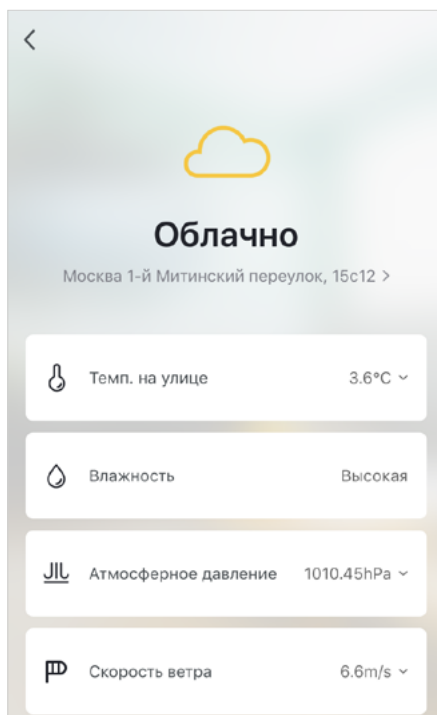 Облачно
Москва 1-й Митинский переулок, 15с12 >
Темп. на улице 3.6°C
Влажность Высокая
Атмосферное давление 1010.45hPa
Скорость ветра 6.6m/s